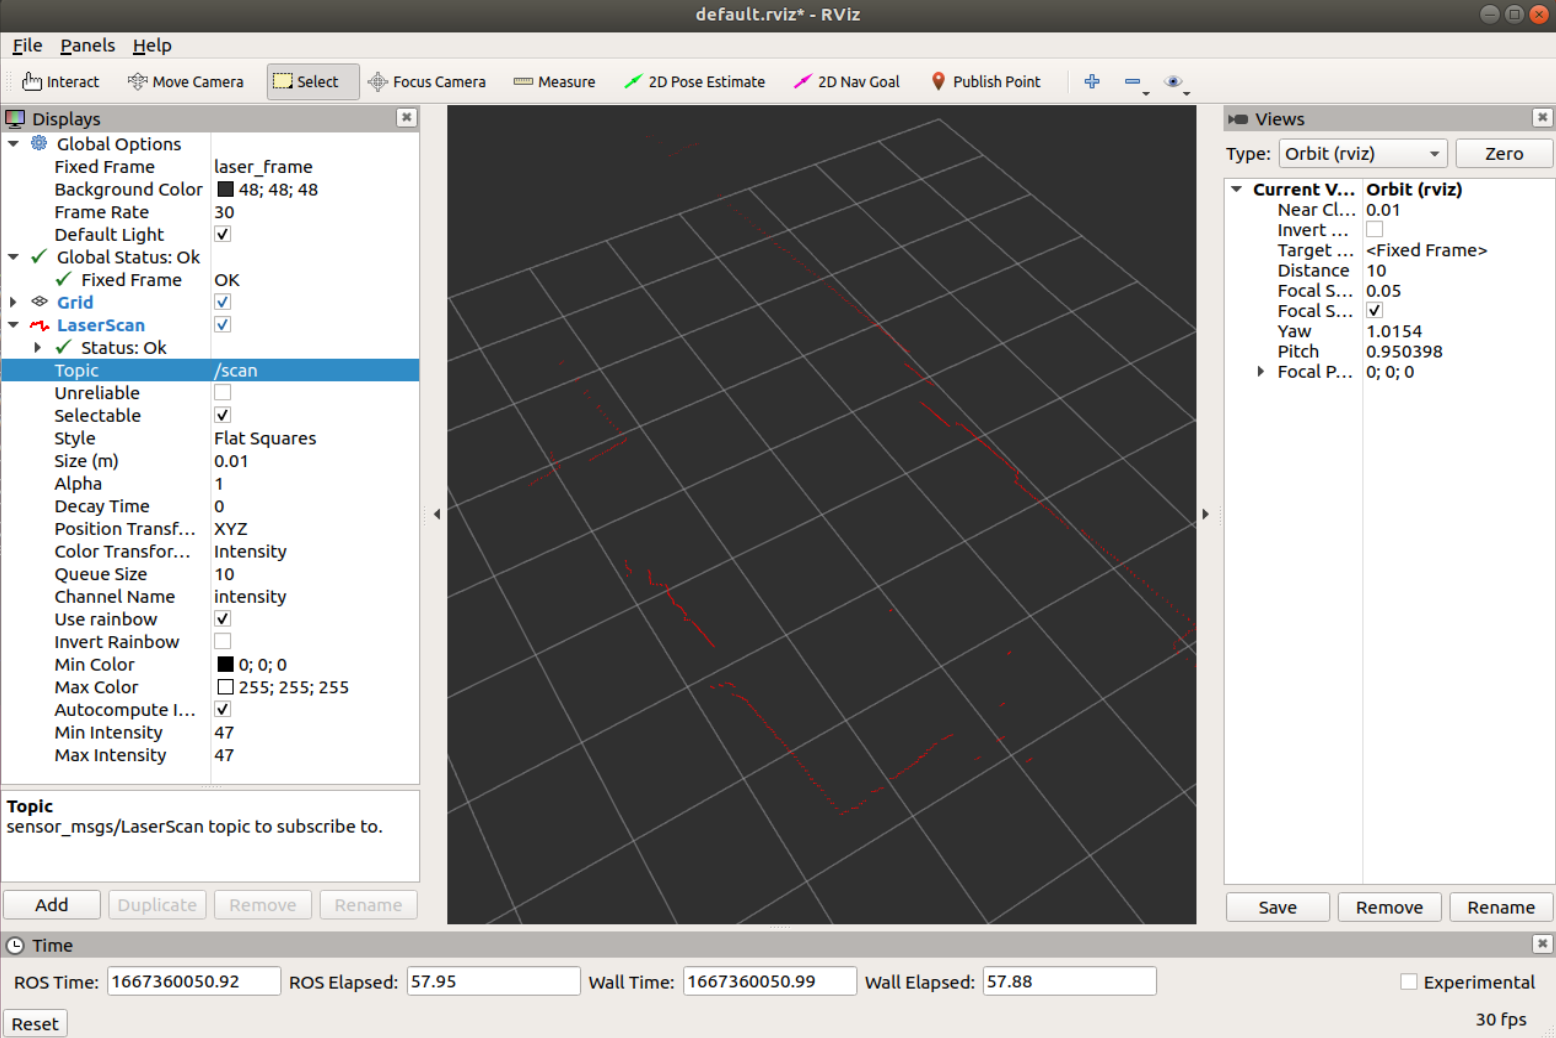 default.rviz* - RViz
File Panels Help
Interact Move Camera Select Focus Camera Measure 2D Pose Estimate 2D Nav Goal Publish Point
Displays
Global Options
Fixed Frame laser_frame
Background Color 48; 48; 48
Frame Rate 30
Default Light
Global Status: Ok
Fixed Frame OK
Grid
LaserScan
Status: Ok
Topic /scan
Unreliable
Selectable
Style Flat Squares
Size (m) 0.01
Alpha 1
Decay Time 0
Position Transf... XYZ
Color Transfor... Intensity
Queue Size 10
Channel Name intensity
Use rainbow
Invert Rainbow
Min Color 0; 0; 0
Max Color 255; 255; 255
Autocompute I...
Min Intensity 47
Max Intensity 47
Topic
sensor_msgs/LaserScan topic to subscribe to.
Add Duplicate Remove Rename
Views
Type: Orbit (rviz) Zero
Current V... Orbit (rviz)
Near Cl... 0.01
Invert ...
Target ... <Fixed Frame>
Distance 10
Focal S... 0.05
Focal S...
Yaw 1.0154
Pitch 0.950398
Focal P... 0; 0; 0
Save Remove Rename
Time
ROS Time: 1667360050.92 ROS Elapsed: 57.95 Wall Time: 1667360050.99 Wall Elapsed: 57.88 Experimental
Reset 30 fps